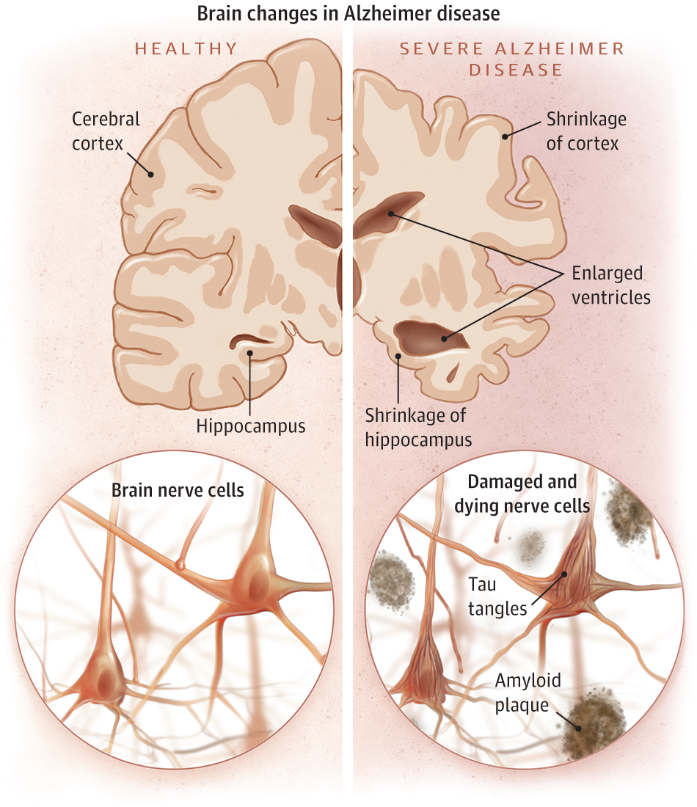 Brain changes in Alzheimer disease
HEALTHY
SEVERE ALZHEIMER
DISEASE
Cerebral
cortex
Shrinkage
of cortex
Enlarged
ventricles
Hippocampus
Shrinkage of
hippocampus
Brain nerve cells
Damaged and
dying nerve cells
Tau
tangles
Amyloid
plaque